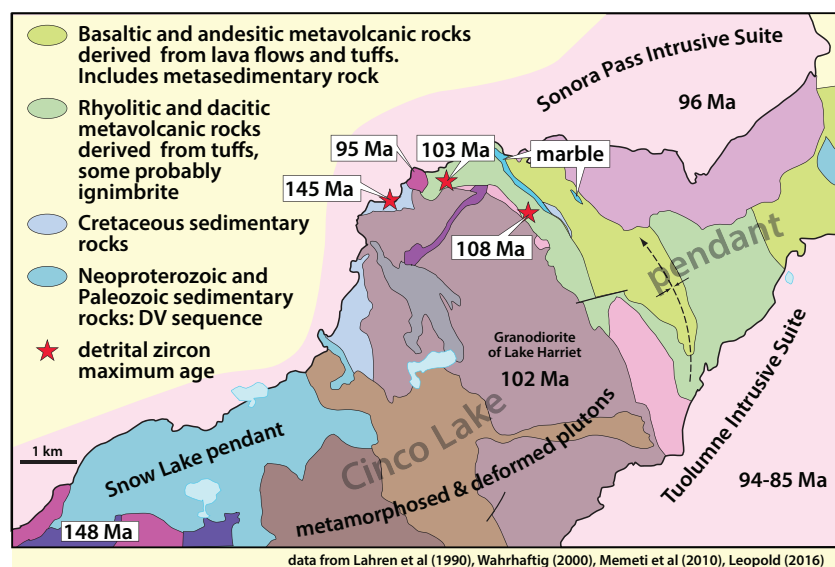 Basaltic and andesitic metavolcanic rocks
derived from lava flows and tuffs.
Includes metasedimentary rock
Rhyolitic and dacitic
metavolcanic rocks
derived from tuffs,
some probably
ignimbrite
Cretaceous sedimentary
rocks
Neoproterozoic and
Paleozoic sedimentary
rocks: DV sequence
detrital zircon
maximum age
Sonora Pass Intrusive Suite
96 Ma
95 Ma
103 Ma
marble
145 Ma
108 Ma
pendant
Granodiorite
of Lake Harriet
102 Ma
Tuolumne Intrusive Suite
94-85 Ma
Cinco Lake
Snow Lake pendant
metamorphosed & deformed plutons
1 km
148 Ma
data from Lahren et al (1990), Wahrhaftig (2000), Memeti et al (2010), Leopold (2016)